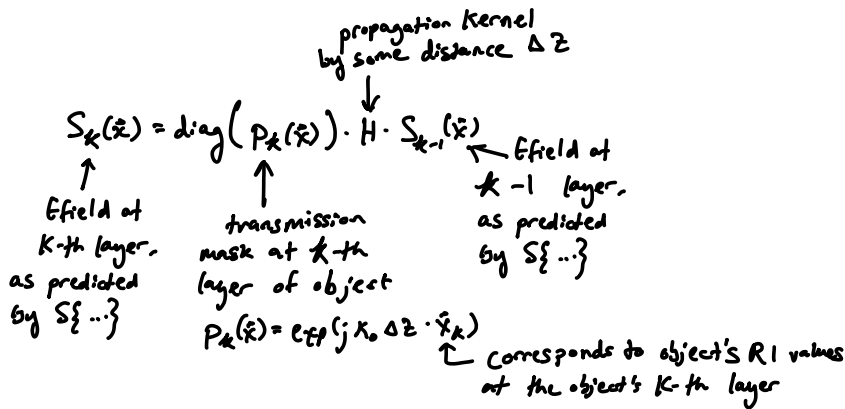 propagation kernel
by some distance ΔZ
S_k(x̂) = diag(P_k(x̂)) · H · S_{k-1}(x̂)
Efield at
K-th layer,
as predicted
by S{...}
transmission
mask at k-th
layer of object
P_k(x̂) = exp(j k₀ ΔZ · x̂_k)
Efield at
k-1 layer,
as predicted
by S{...}
corresponds to object's RI values
at the object's K-th layer